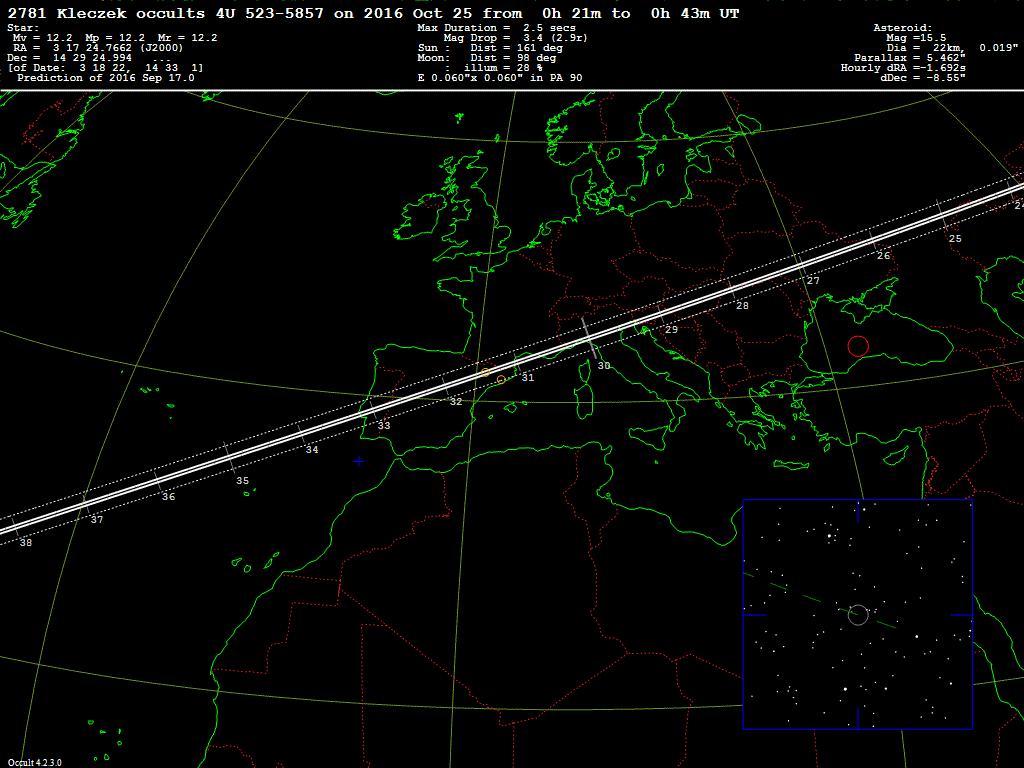 2781 Kleczek occults 4U 523-5857 on 2016 Oct 25 from  0h 21m to  0h 43m UT
Star:
Mv = 12.2  Mp = 12.2  Mr = 12.2
RA =  3 17 24.7662 (J2000)
Dec =  14 29 24.994   ...
[of Date:  3 18 22,  14 33  1]
Prediction of 2016 Sep 17.0
Max Duration =  2.5 secs
Mag Drop =  3.4 (2.9r)
Sun :   Dist = 161 deg
Moon:   Dist = 98 deg
:  illum = 28 %
E 0.060"x 0.060" in PA 90
Asteroid:
Mag =15.5
Dia =  22km,  0.019"
Parallax = 5.462"
Hourly dRA =-1.692s
dDec = -8.55"
24
25
26
27
28
29
30
31
32
33
34
35
36
37
38
Occult 4.2.3.0